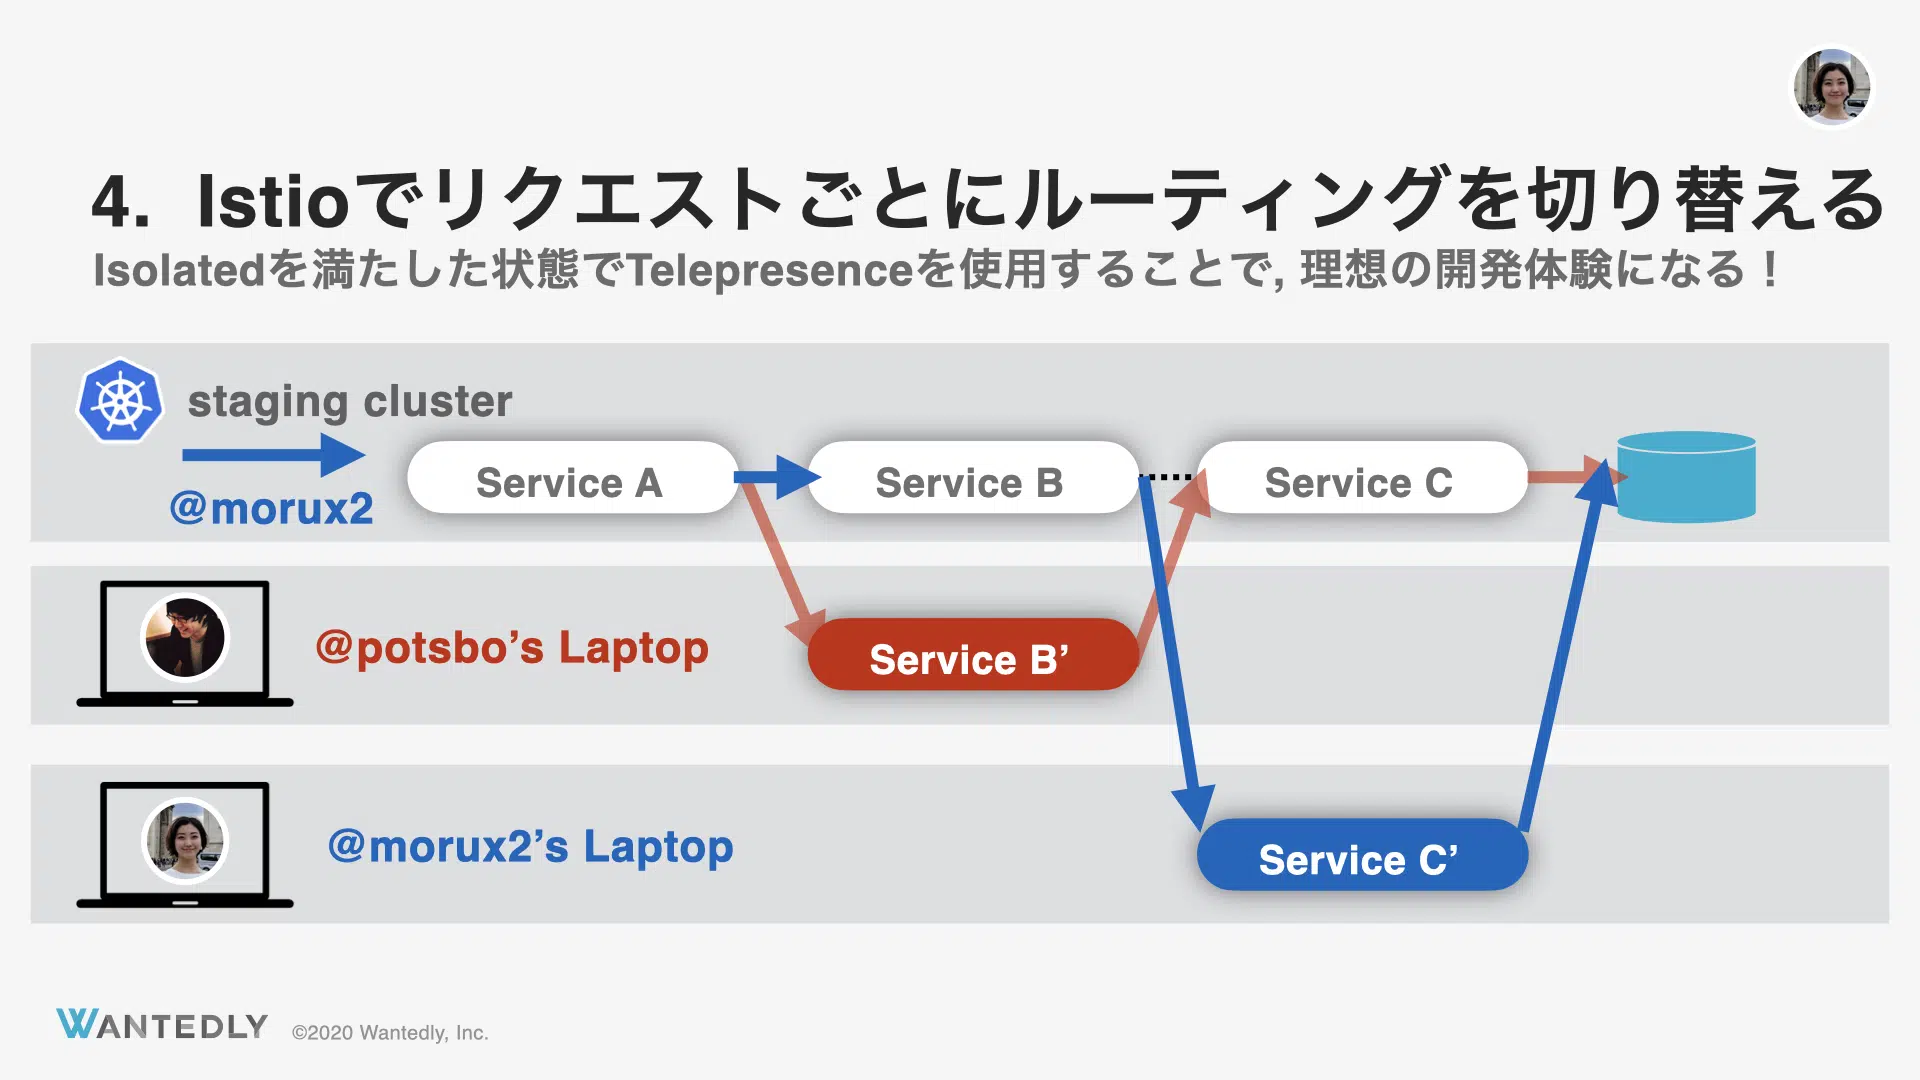 4. Istioでリクエストごとにルーティングを切り替える
Isolatedを満たした状態でTelepresenceを使用することで, 理想の開発体験になる！
staging cluster
@morux2
Service A
Service B
Service C
@potsbo’s Laptop
Service B’
@morux2’s Laptop
Service C’
WANTEDLY
©2020 Wantedly, Inc.